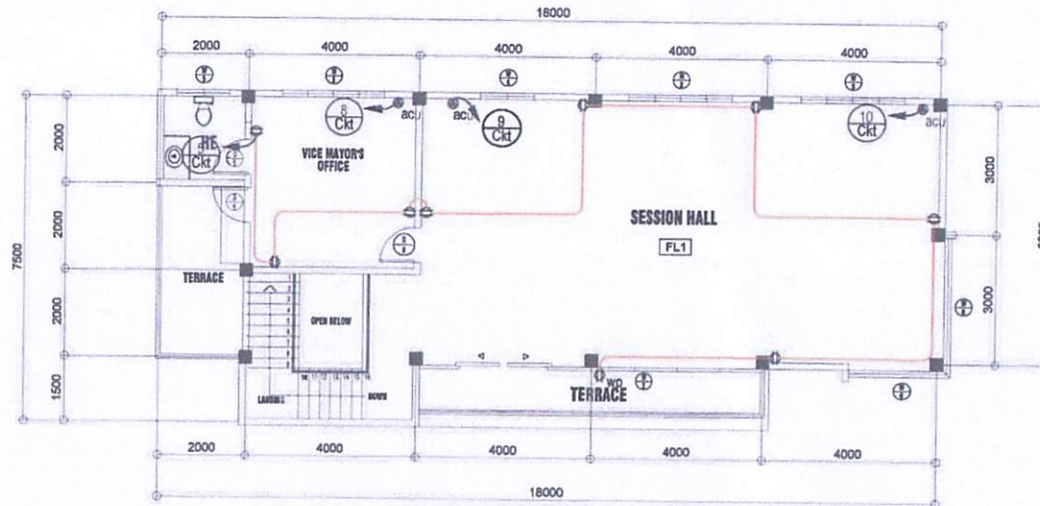 18000
2000 4000 4000 4000 4000
8
Ckt
acu
acu
9
Ckt
10
Ckt
acu
HE
Ckt
VICE MAYOR'S
OFFICE
SESSION HALL
FL1
TERRACE
OPEN BELOW
LANDING
DOWN
WP
TERRACE
7500
2000
2000
2000
1500
3000
3000
2000 4000 4000 4000 4000
18000